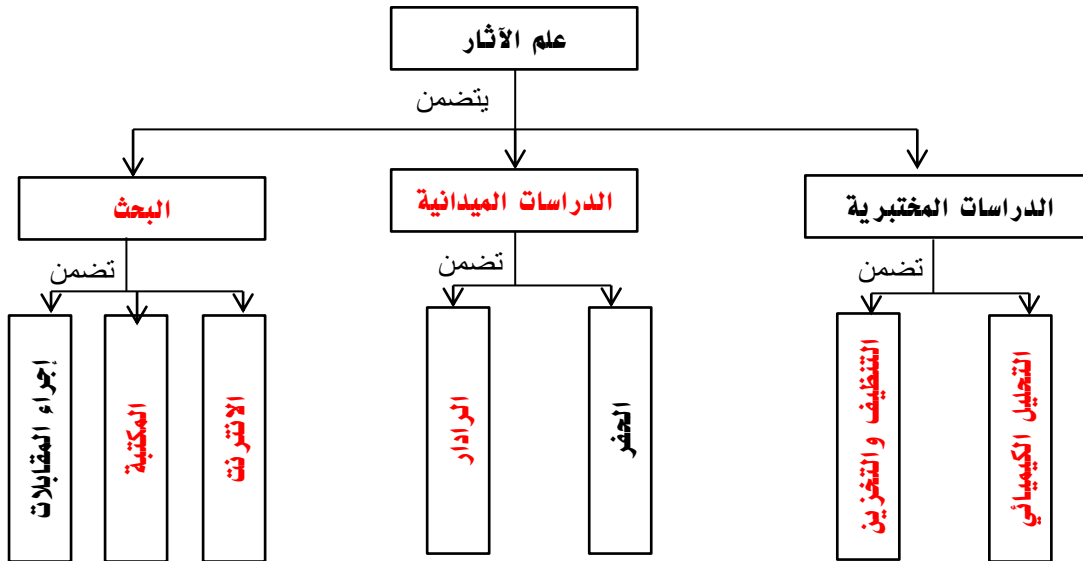 علم الآثار
يتضمن
الدراسات المختبرية
الدراسات الميدانية
البحث
تضمن
تضمن
تضمن
التحليل الكيميائي
التنظيف والتخزين
الحفر
الرادار
الانترنت
المكتبة
إجراء المقابلات